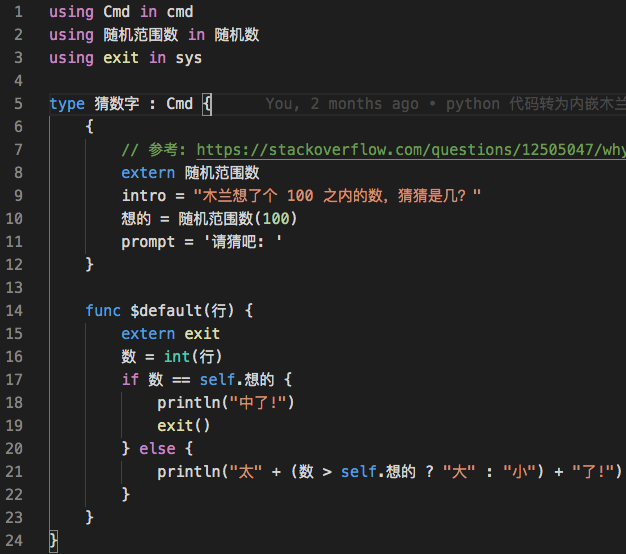 1 using Cmd in cmd
2 using 随机范围数 in 随机数
3 using exit in sys
4
5 type 猜数字 : Cmd { You, 2 months ago • python 代码转为内嵌木兰
6 {
7 // 参考: https://stackoverflow.com/questions/12505047/why
8 extern 随机范围数
9 intro = "木兰想了个 100 之内的数, 猜猜是几? "
10 想的 = 随机范围数(100)
11 prompt = '请猜吧: '
12 }
13
14 func $default(行) {
15 extern exit
16 数 = int(行)
17 if 数 == self.想的 {
18 println("中了!")
19 exit()
20 } else {
21 println("太" + (数 > self.想的 ? "大" : "小") + "了!")
22 }
23 }
24 }